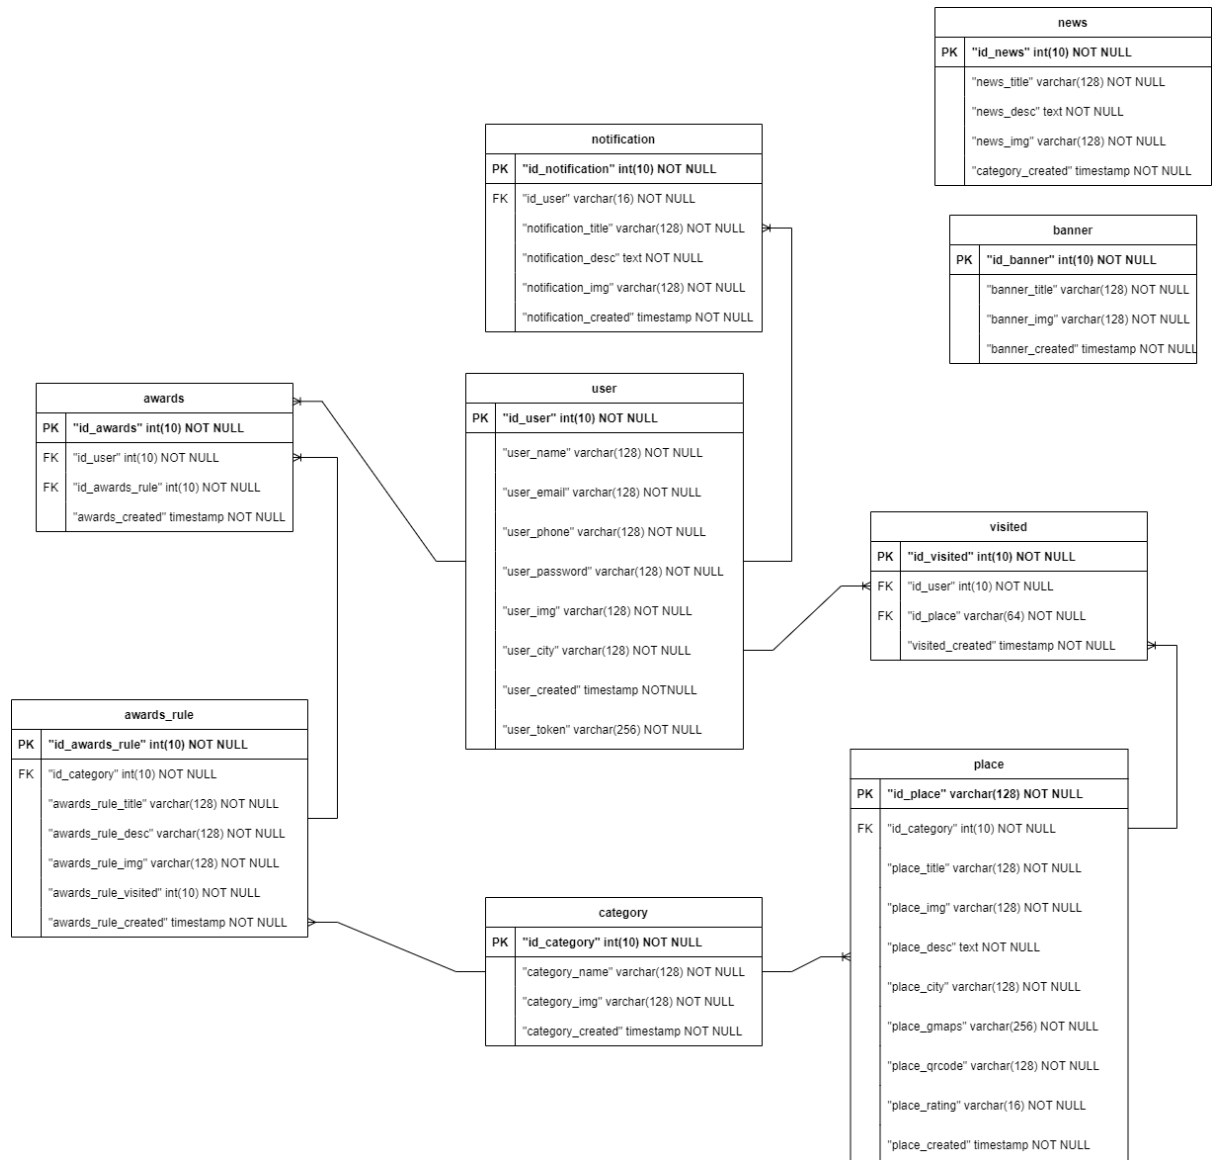 news
PK "id_news" int(10) NOT NULL
"news_title" varchar(128) NOT NULL
"news_desc" text NOT NULL
"news_img" varchar(128) NOT NULL
"category_created" timestamp NOT NULL
notification
PK "id_notification" int(10) NOT NULL
FK "id_user" varchar(16) NOT NULL
"notification_title" varchar(128) NOT NULL
"notification_desc" text NOT NULL
"notification_img" varchar(128) NOT NULL
"notification_created" timestamp NOT NULL
banner
PK "id_banner" int(10) NOT NULL
"banner_title" varchar(128) NOT NULL
"banner_img" varchar(128) NOT NULL
"banner_created" timestamp NOT NULL
awards
PK "id_awards" int(10) NOT NULL
FK "id_user" int(10) NOT NULL
FK "id_awards_rule" int(10) NOT NULL
"awards_created" timestamp NOT NULL
user
PK "id_user" int(10) NOT NULL
"user_name" varchar(128) NOT NULL
"user_email" varchar(128) NOT NULL
"user_phone" varchar(128) NOT NULL
"user_password" varchar(128) NOT NULL
"user_img" varchar(128) NOT NULL
"user_city" varchar(128) NOT NULL
"user_created" timestamp NOTNULL
"user_token" varchar(256) NOT NULL
visited
PK "id_visited" int(10) NOT NULL
FK "id_user" int(10) NOT NULL
FK "id_place" varchar(64) NOT NULL
"visited_created" timestamp NOT NULL
awards_rule
PK "id_awards_rule" int(10) NOT NULL
FK "id_category" int(10) NOT NULL
"awards_rule_title" varchar(128) NOT NULL
"awards_rule_desc" varchar(128) NOT NULL
"awards_rule_img" varchar(128) NOT NULL
"awards_rule_visited" int(10) NOT NULL
"awards_rule_created" timestamp NOT NULL
category
PK "id_category" int(10) NOT NULL
"category_name" varchar(128) NOT NULL
"category_img" varchar(128) NOT NULL
"category_created" timestamp NOT NULL
place
PK "id_place" varchar(128) NOT NULL
FK "id_category" int(10) NOT NULL
"place_title" varchar(128) NOT NULL
"place_img" varchar(128) NOT NULL
"place_desc" text NOT NULL
"place_city" varchar(128) NOT NULL
"place_gmaps" varchar(256) NOT NULL
"place_qrcode" varchar(128) NOT NULL
"place_rating" varchar(16) NOT NULL
"place_created" timestamp NOT NULL